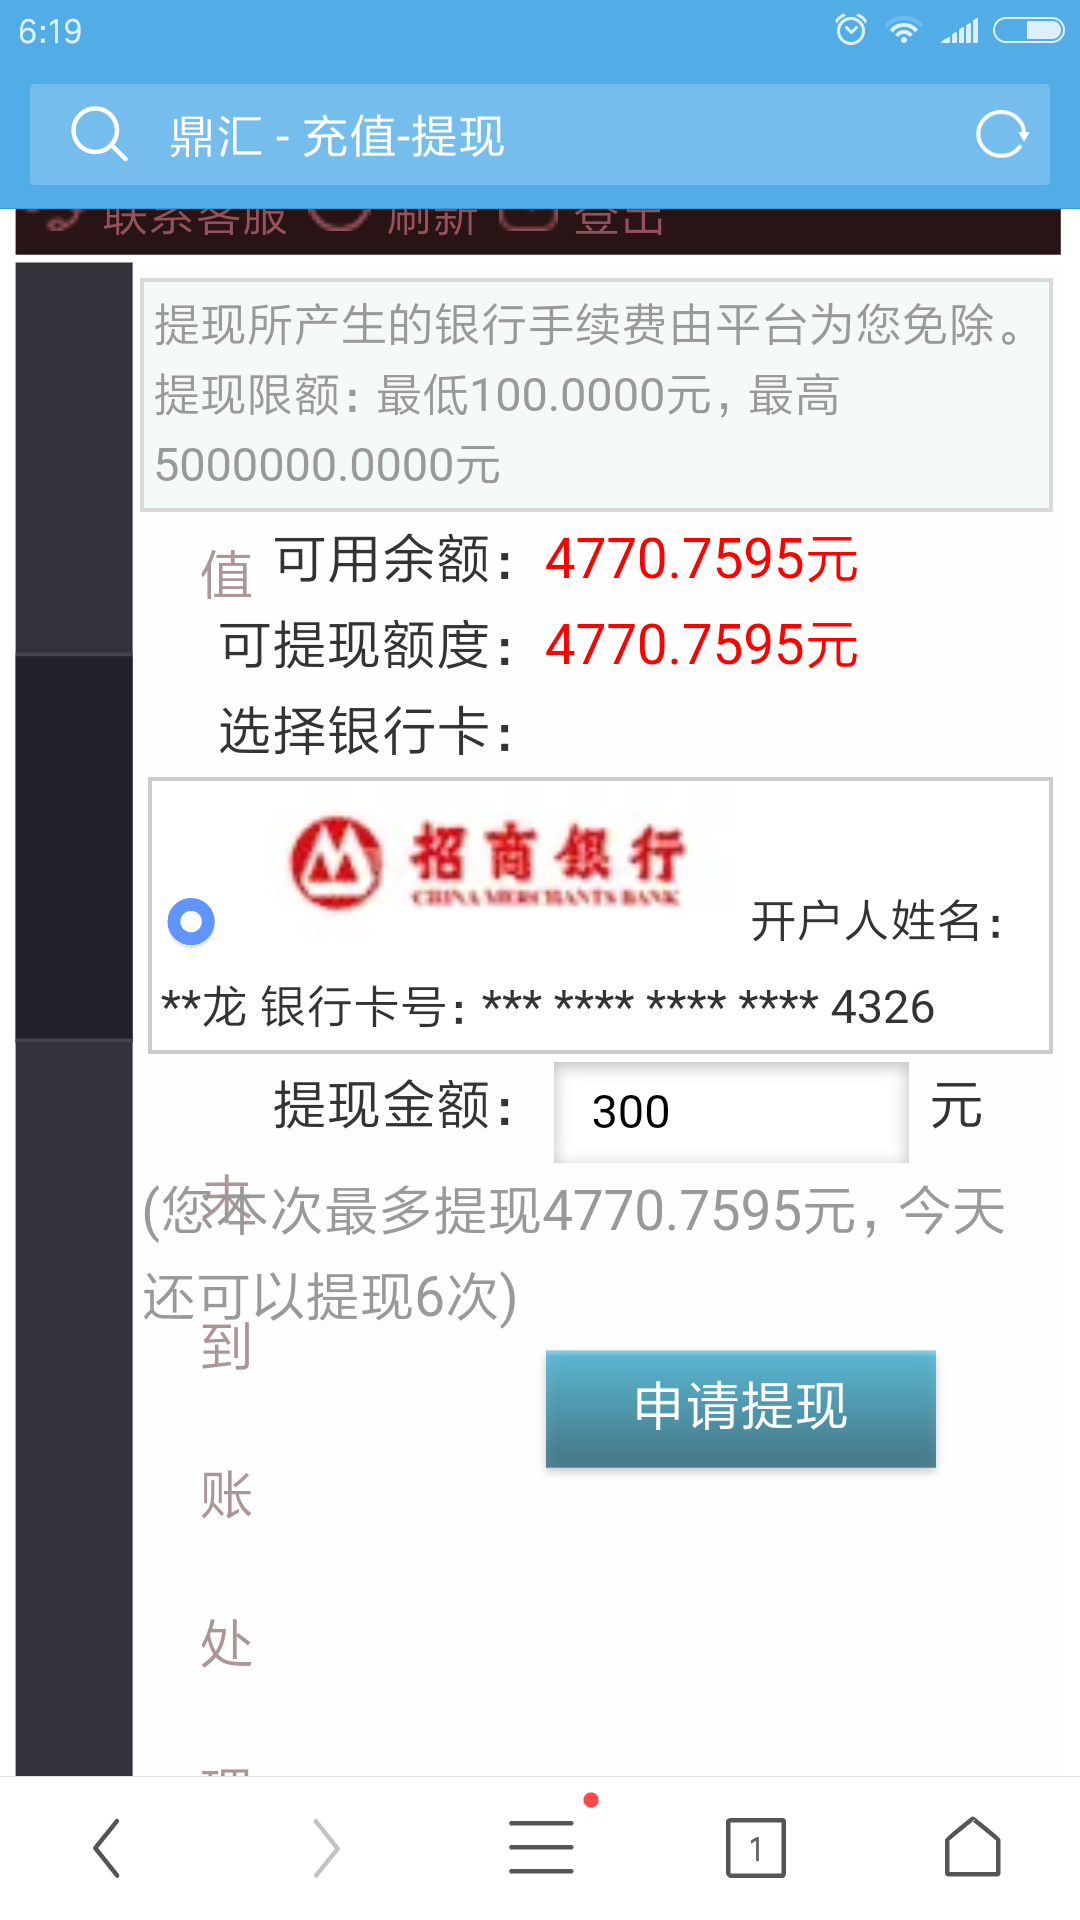 6:19
鼎汇 - 充值-提现
联系客服 刷新 登出
提现所产生的银行手续费由平台为您免除。
提现限额：最低100.0000元，最高
5000000.0000元
值
可用余额：4770.7595元
可提现额度：4770.7595元
选择银行卡：
招商银行
CHINA MERCHANTS BANK
开户人姓名：
**龙 银行卡号：*** **** **** **** 4326
提现金额： 300 元
未
(您本次最多提现4770.7595元，今天
还可以提现6次)
到
申请提现
账
处
理
1